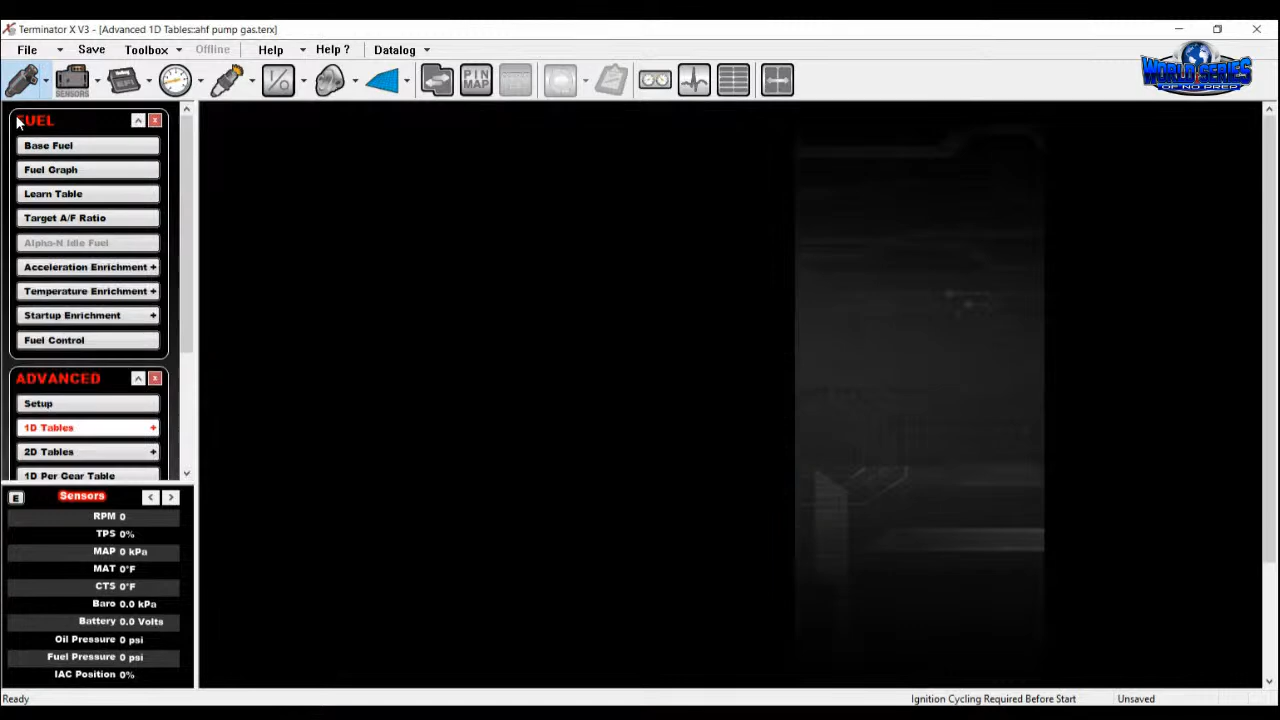 Terminator X V3 - [Advanced 1D Tables::ahf pump gas.terx]
File Save Toolbox Offline Help Help ? Datalog
SENSORS EFI I/O PIN MAP
WORLD SERIES
OF NO PREP
FUEL
Base Fuel
Fuel Graph
Learn Table
Target A/F Ratio
Alpha-N Idle Fuel
Acceleration Enrichment +
Temperature Enrichment +
Startup Enrichment +
Fuel Control
ADVANCED
Setup
1D Tables +
2D Tables +
1D Per Gear Table
E Sensors < >
RPM 0
TPS 0%
MAP 0 kPa
MAT 0°F
CTS 0°F
Baro 0.0 kPa
Battery 0.0 Volts
Oil Pressure 0 psi
Fuel Pressure 0 psi
IAC Position 0%
Ready Ignition Cycling Required Before Start Unsaved